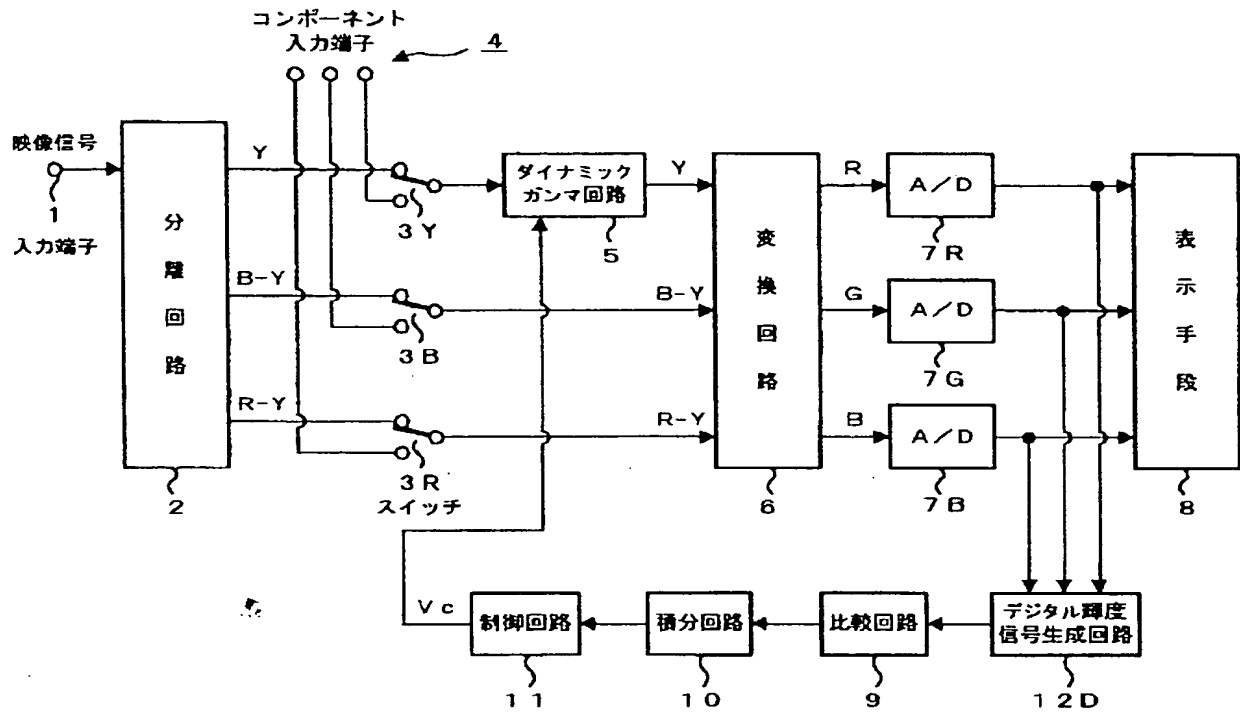 コンポーネント
入力端子
4
映像信号
1
入力端子
分離回路
2
Y
B-Y
R-Y
3Y
3B
3R
スイッチ
ダイナミック
ガンマ回路
5
Y
B-Y
R-Y
変換回路
6
R
G
B
A/D
7R
A/D
7G
A/D
7B
表示手段
8
Vc
制御回路
11
積分回路
10
比較回路
9
デジタル輝度
信号生成回路
12D